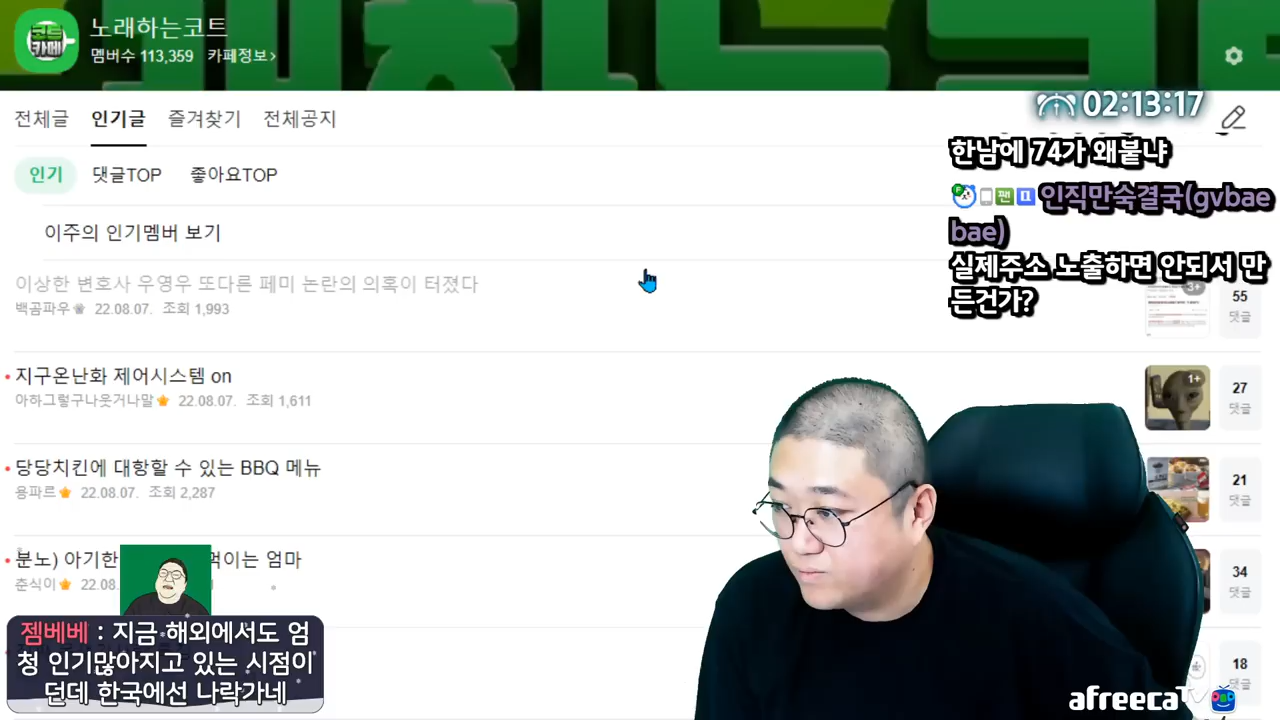 노래하는코트
멤버수 113,359 카페정보
전체글 인기글 즐겨찾기 전체공지
02:13:17
인기 댓글TOP 좋아요TOP
한남에 74가 왜붙냐
인직만숙결국(gvbae
bae)
실제주소 노출하면 안되서 만
든건가?
이주의 인기멤버 보기
이상한 변호사 우영우 또다른 페미 논란의 의혹이 터졌다
백곰파우 22.08.07. 조회 1,993
3+
55
댓글
지구온난화 제어시스템 on
아하그렇구나웃거나말 22.08.07. 조회 1,611
1+
27
댓글
당당치킨에 대항할 수 있는 BBQ 메뉴
용파르 22.08.07. 조회 2,287
21
댓글
분노) 아기한 먹이는 엄마
춘식이 22.08.
34
댓글
젬베베 : 지금 해외에서도 엄
청 인기많아지고 있는 시점이
던데 한국에선 나락가네
18
댓글
afreecaTV